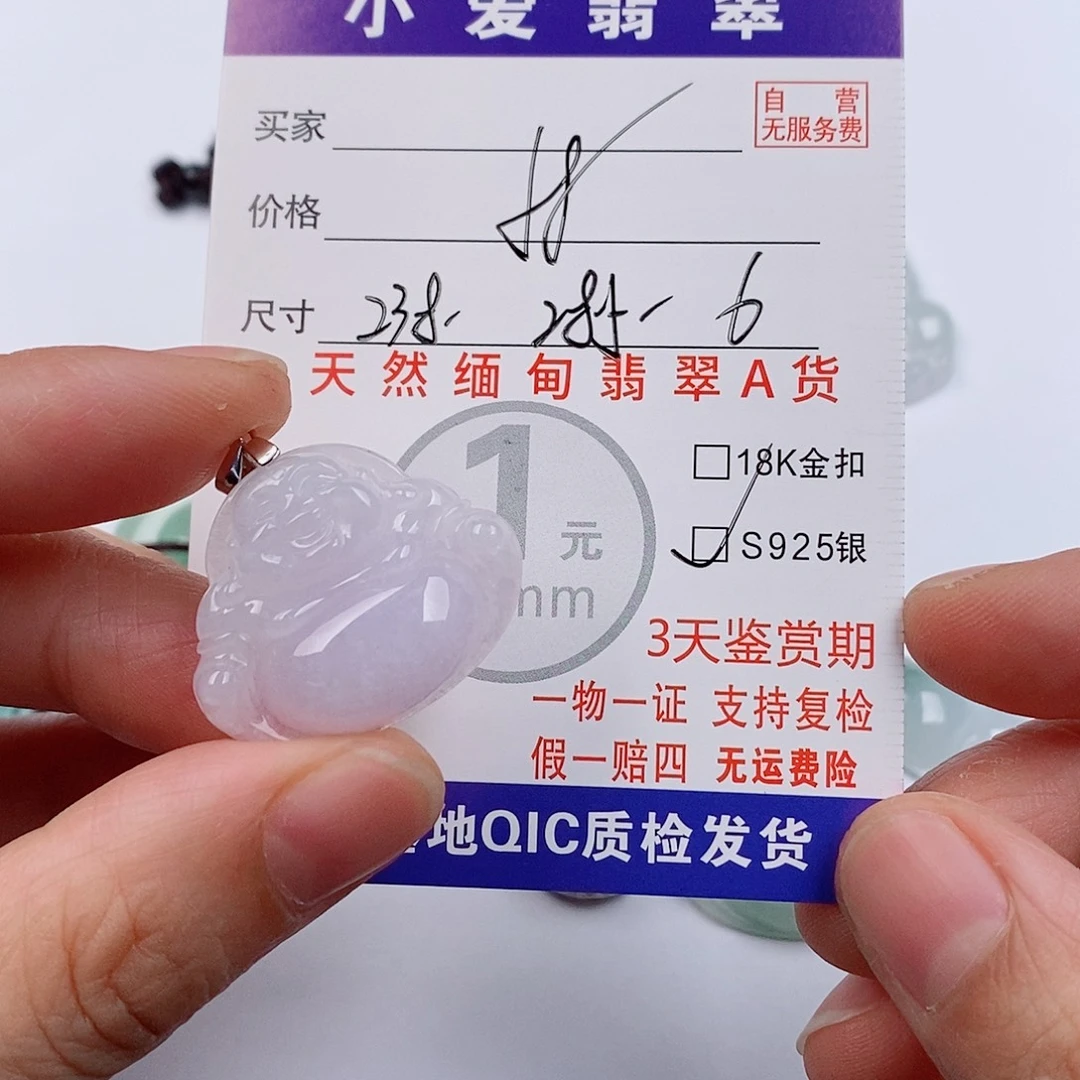 小爱翡翠
自营
无服务费
买家
价格
尺寸 6
天然缅甸翡翠A货
1元
mm
18K金扣
S925银
3天鉴赏期
一物一证 支持复检
假一赔四 无运费险
地QIC质检发货